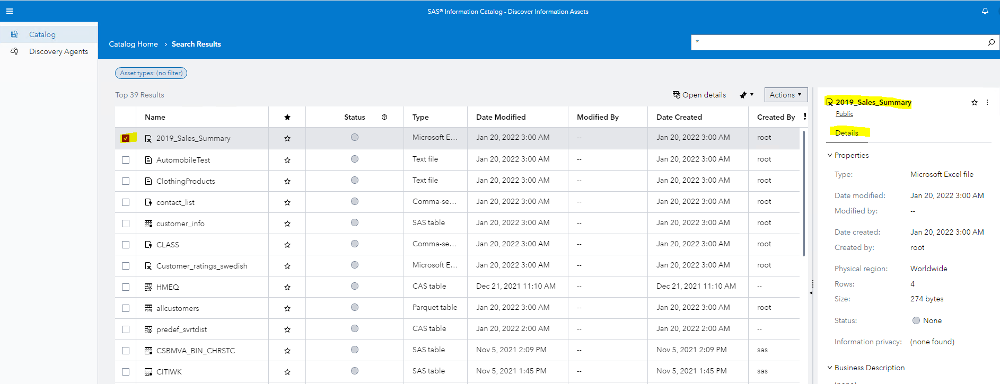 SAS® Information Catalog - Discover Information Assets
Catalog
Discovery Agents
Catalog Home › Search Results
*
Asset types: (no filter)
Top 39 Results
Open details
Actions
Name Status Type Date Modified Modified By Date Created Created By
2019_Sales_Summary Microsoft E... Jan 20, 2022 3:00 AM -- Jan 20, 2022 3:00 AM root
AutomobileTest Text file Jan 20, 2022 3:00 AM -- Jan 20, 2022 3:00 AM root
ClothingProducts Text file Jan 20, 2022 3:00 AM -- Jan 20, 2022 3:00 AM root
contact_list Comma-se... Jan 20, 2022 3:00 AM -- Jan 20, 2022 3:00 AM root
customer_info SAS table Jan 20, 2022 3:00 AM -- Jan 20, 2022 3:00 AM root
CLASS Comma-se... Jan 20, 2022 3:00 AM -- Jan 20, 2022 3:00 AM root
Customer_ratings_swedish Microsoft E... Jan 20, 2022 3:00 AM -- Jan 20, 2022 3:00 AM root
HMEQ CAS table Dec 21, 2021 11:10 AM -- Dec 21, 2021 11:10 AM --
allcustomers Parquet table Jan 20, 2022 3:00 AM -- Jan 20, 2022 3:00 AM root
predef_svrtdist CAS table Jan 20, 2022 2:00 AM -- Jan 20, 2022 2:00 AM --
CSBMVA_BIN_CHRSTC SAS table Nov 5, 2021 2:09 PM -- Nov 5, 2021 2:09 PM sas
CITIWK SAS table Nov 5, 2021 1:45 PM -- Nov 5, 2021 1:45 PM sas
2019_Sales_Summary
Public
Details
Properties
Type: Microsoft Excel file
Date modified: Jan 20, 2022 3:00 AM
Modified by: --
Date created: Jan 20, 2022 3:00 AM
Created by: root
Physical region: Worldwide
Rows: 4
Size: 274 bytes
Status: None
Information privacy: (none found)
Business Description